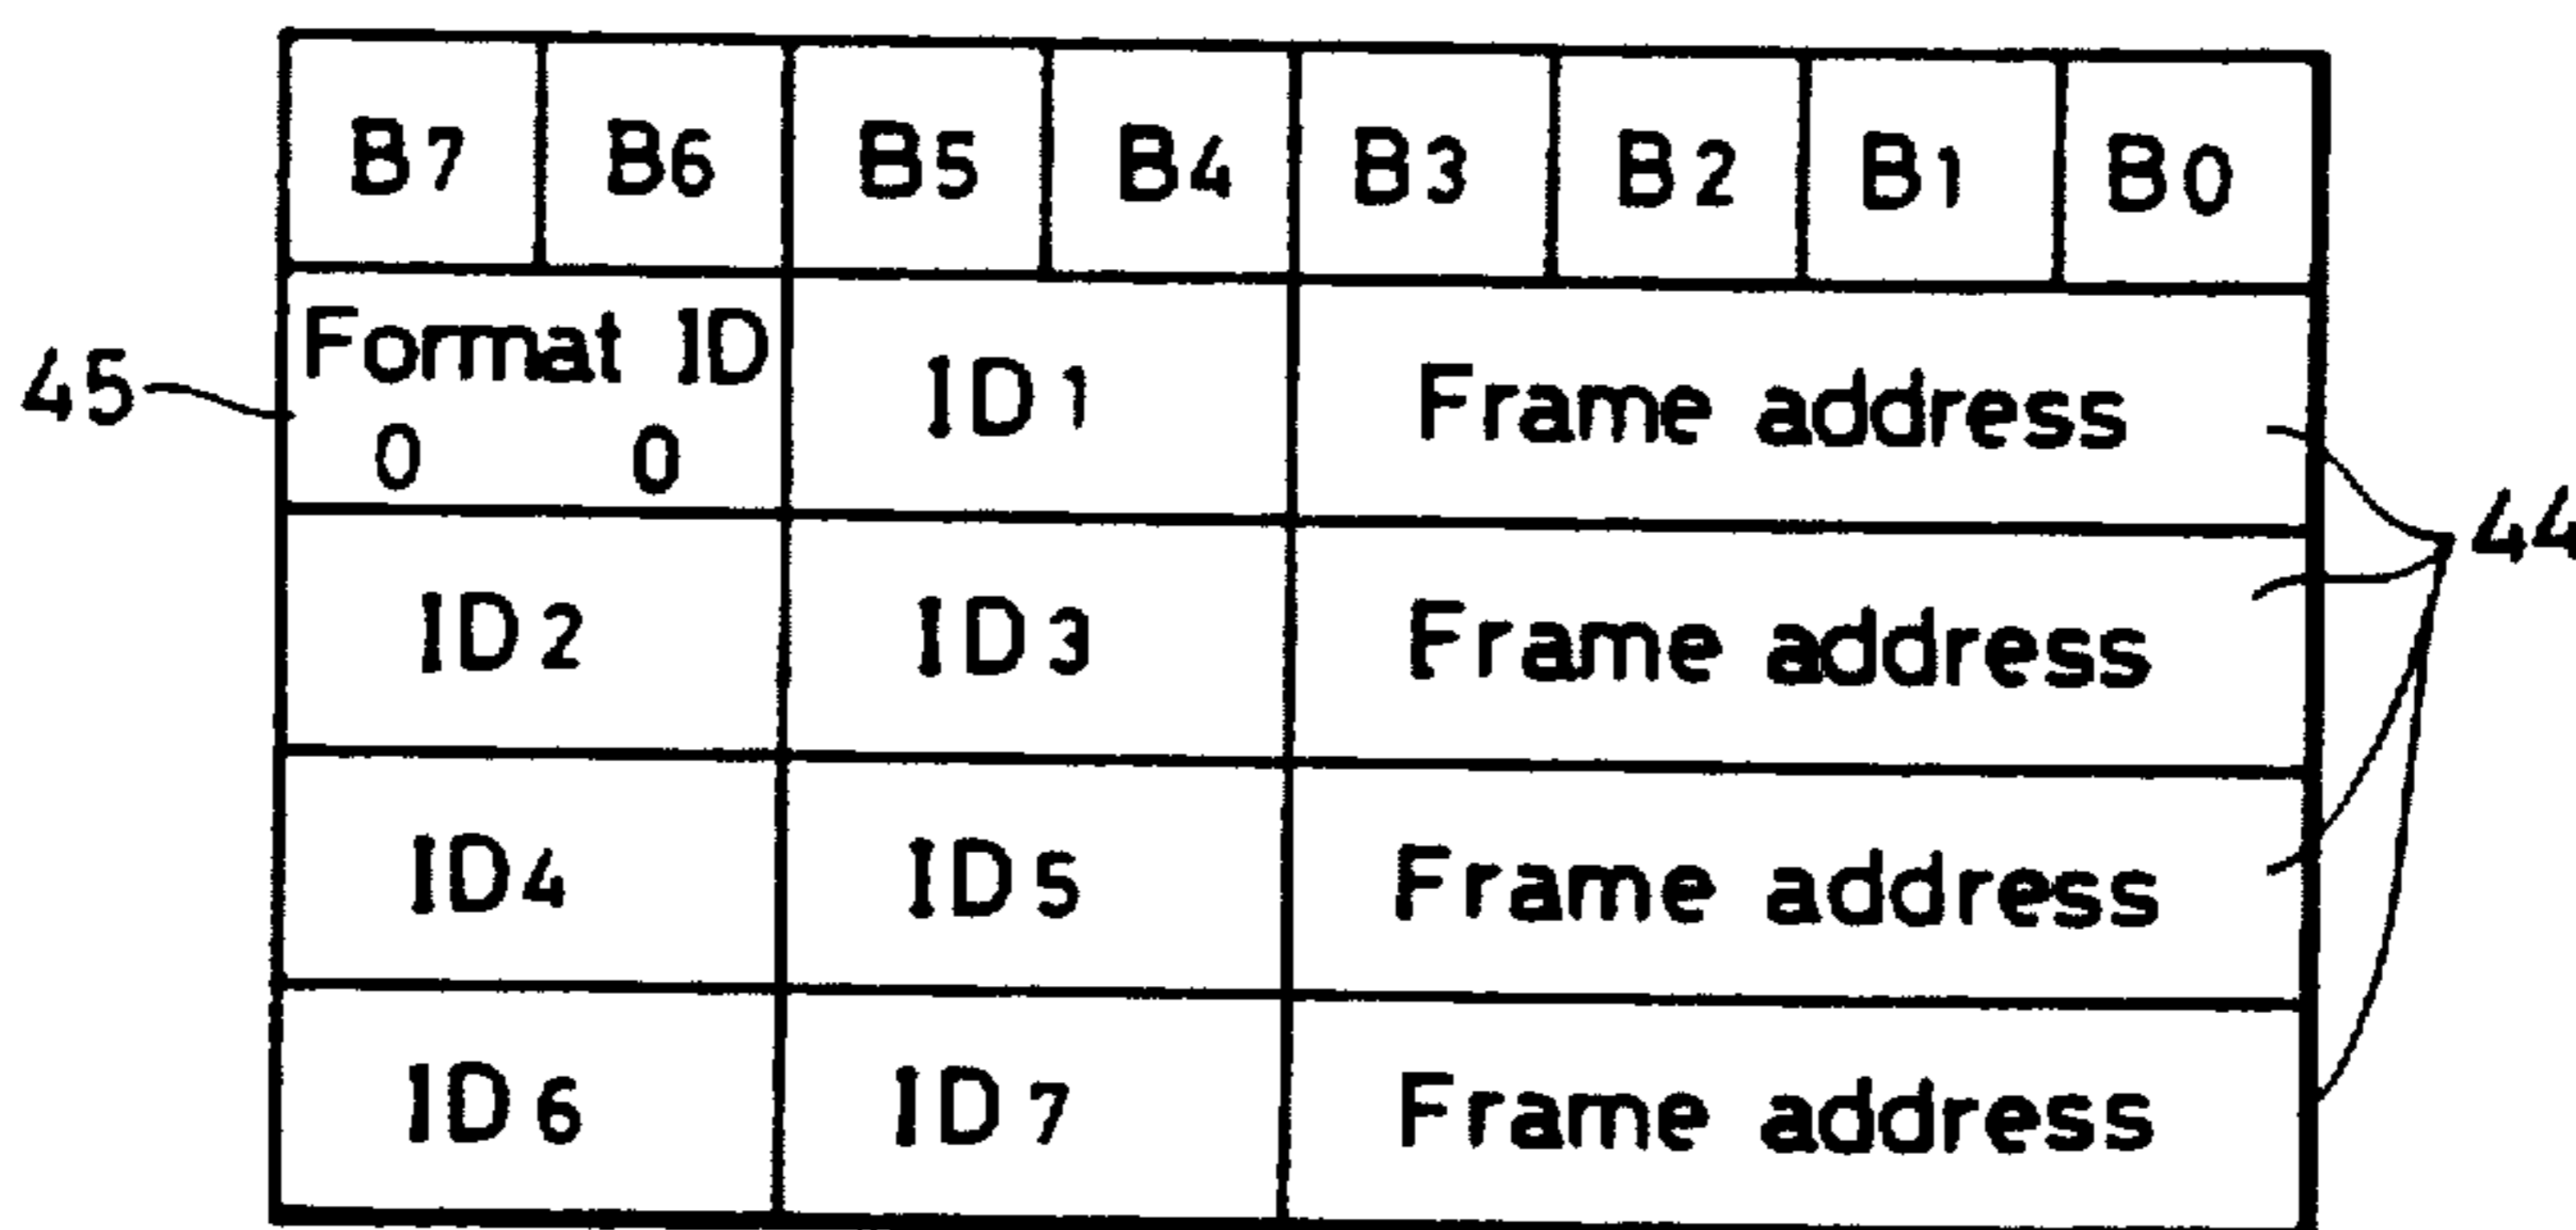 B7 B6 B5 B4 B3 B2 B1 B0
Format ID
0 0
ID1 Frame address
45
44
ID2 ID3 Frame address
ID4 ID5 Frame address
ID6 ID7 Frame address